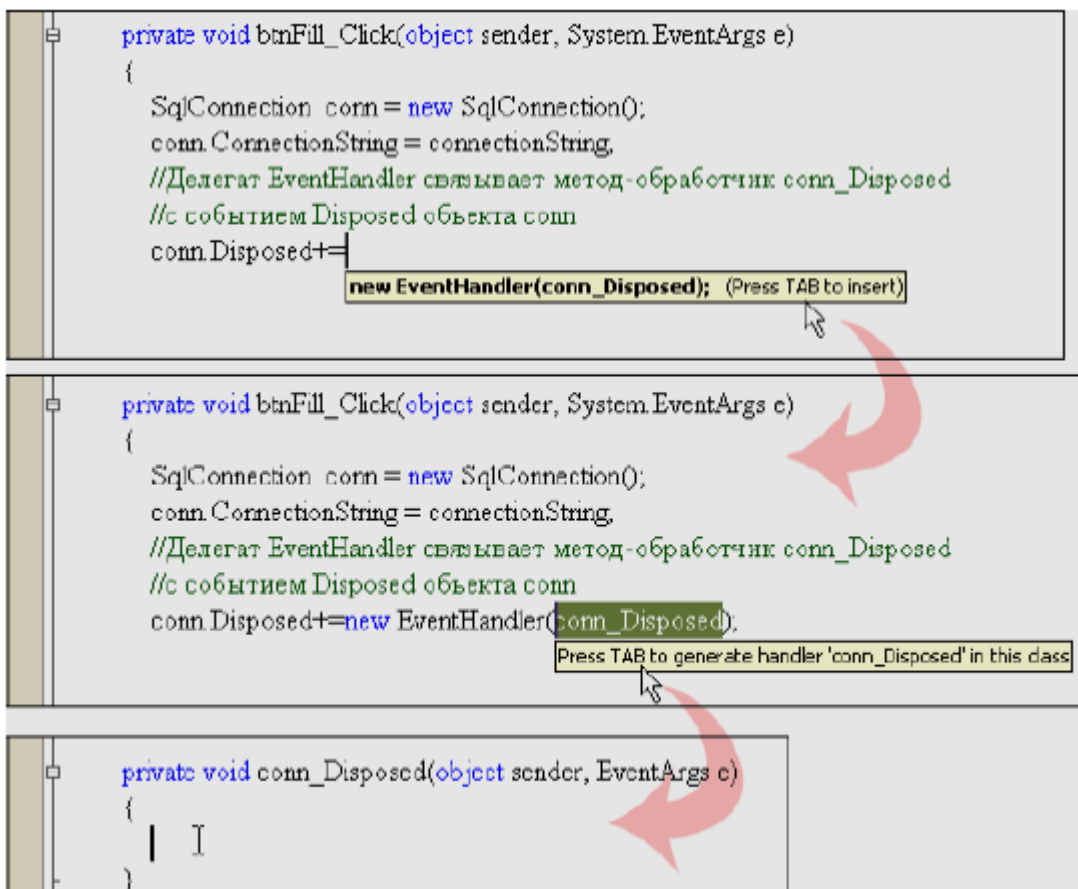 private void btnFill_Click(object sender, System.EventArgs e)
{
SqlConnection conn = new SqlConnection();
conn.ConnectionString = connectionString;
//Делегат EventHandler связывает метод-обработчик conn_Disposed
//с событием Disposed объекта conn
conn.Disposed+=
new EventHandler(conn_Disposed); (Press TAB to insert)
private void btnFill_Click(object sender, System.EventArgs e)
{
SqlConnection conn = new SqlConnection();
conn.ConnectionString = connectionString;
//Делегат EventHandler связывает метод-обработчик conn_Disposed
//с событием Disposed объекта conn
conn.Disposed+=new EventHandler(conn_Disposed);
Press TAB to generate handler 'conn_Disposed' in this class
private void conn_Disposed(object sender, EventArgs e)
{
}